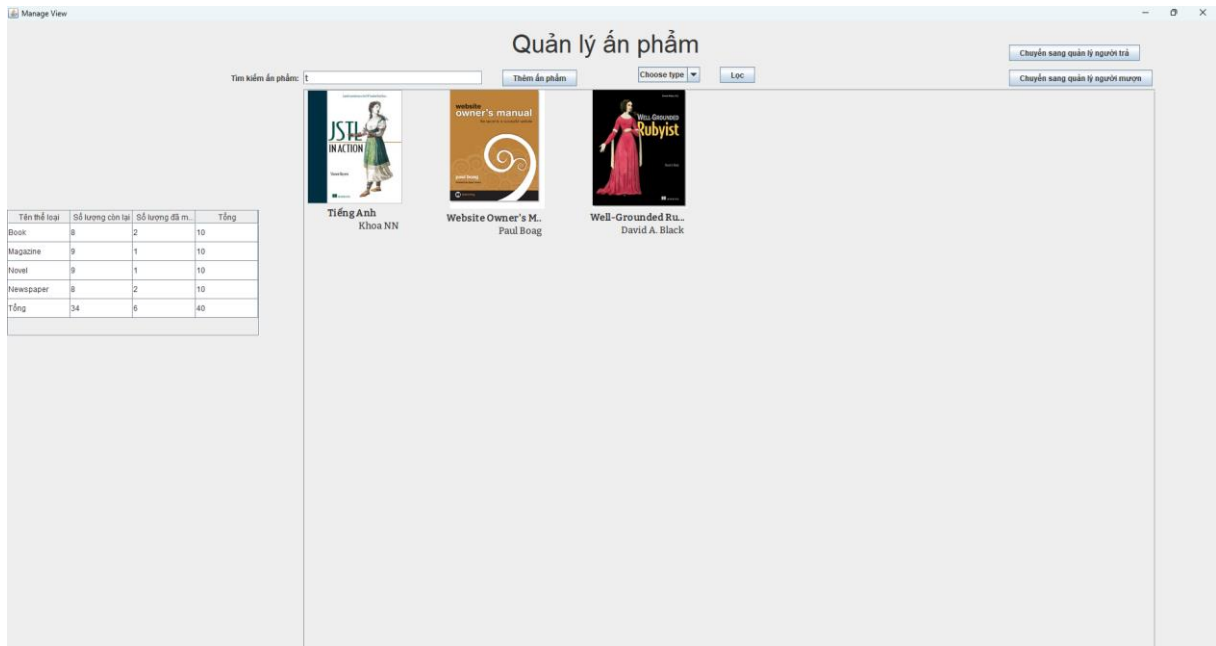 Manage View
Quản lý ấn phẩm
Chuyển sang quản lý người trả
Tìm kiếm ấn phẩm: t
Thêm ấn phẩm
Choose type
Lọc
Chuyển sang quản lý người mượn
JSTL
IN ACTION
website
owner's manual
paul boag
WELL-GROUNDED
Rubyist
Tiếng Anh
Khoa NN
Website Owner's M..
Paul Boag
Well-Grounded Ru...
David A. Black
Tên thể loại Số lượng còn lại Số lượng đã m... Tổng
Book 8 2 10
Magazine 9 1 10
Novel 9 1 10
Newspaper 8 2 10
Tổng 34 6 40